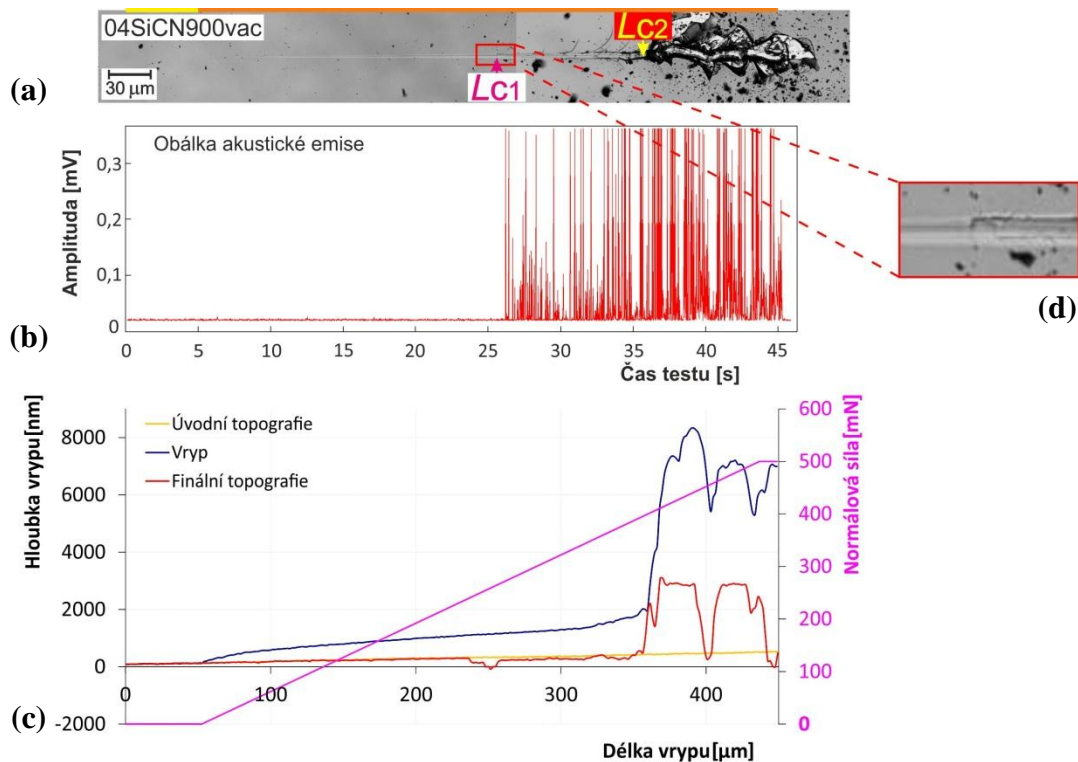 04SiCN900vac
LC2
LC1
30 µm
(a)
Obálka akustické emise
Amplituda [mV]
0,3
0,2
0,1
0
(b)
0 5 10 15 20 25 30 35 40 45
Čas testu [s]
(d)
Hloubka vrypu[nm]
8000
6000
4000
2000
0
-2000
Úvodní topografie
Vryp
Finální topografie
600
500
400
300
200
100
0
Normálová síla[mN]
(c)
0 100 200 300 400
Délka vrypu[µm]